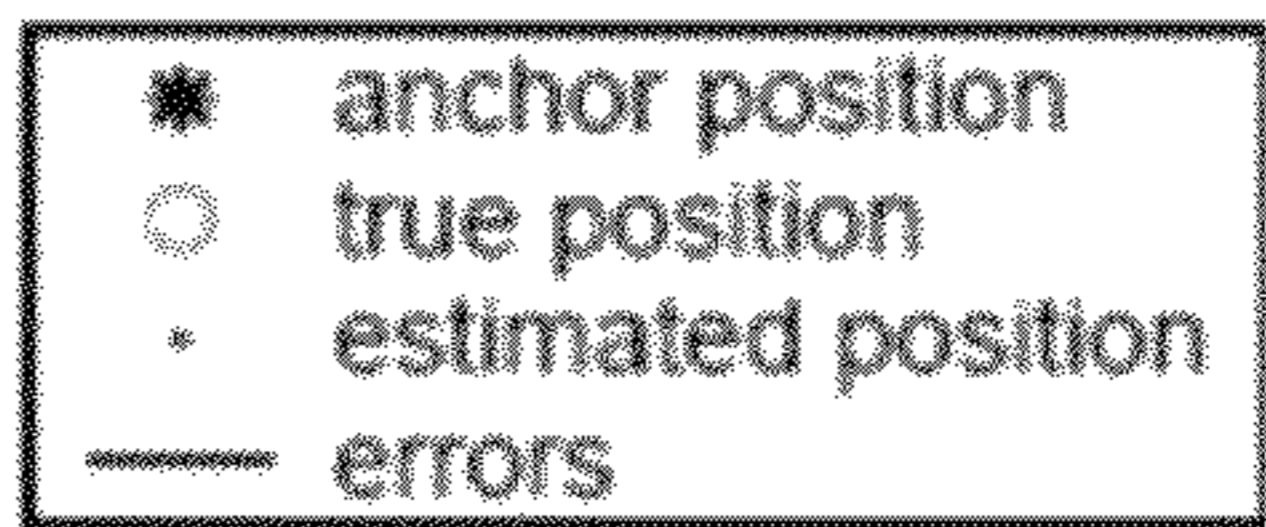 anchor position
true position
estimated position
errors